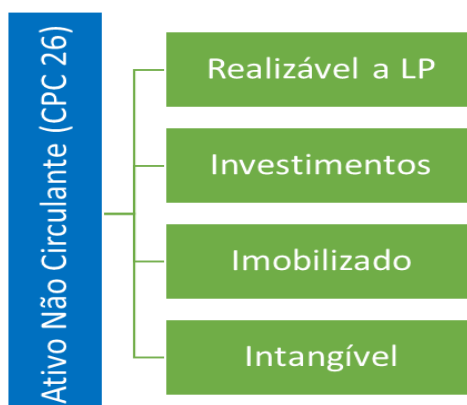 Ativo Não Circulante (CPC 26)
Realizável a LP
Investimentos
Imobilizado
Intangível